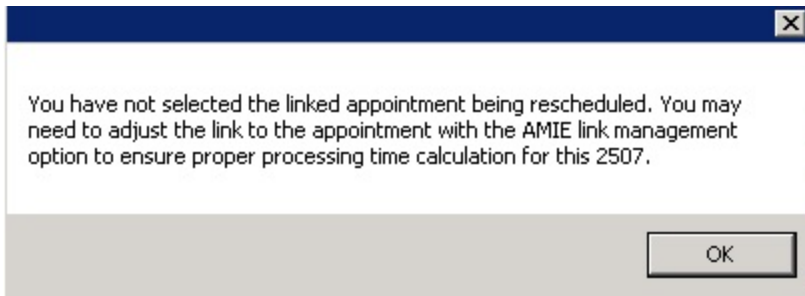 You have not selected the linked appointment being rescheduled. You may
need to adjust the link to the appointment with the AMIE link management
option to ensure proper processing time calculation for this 2507.
OK